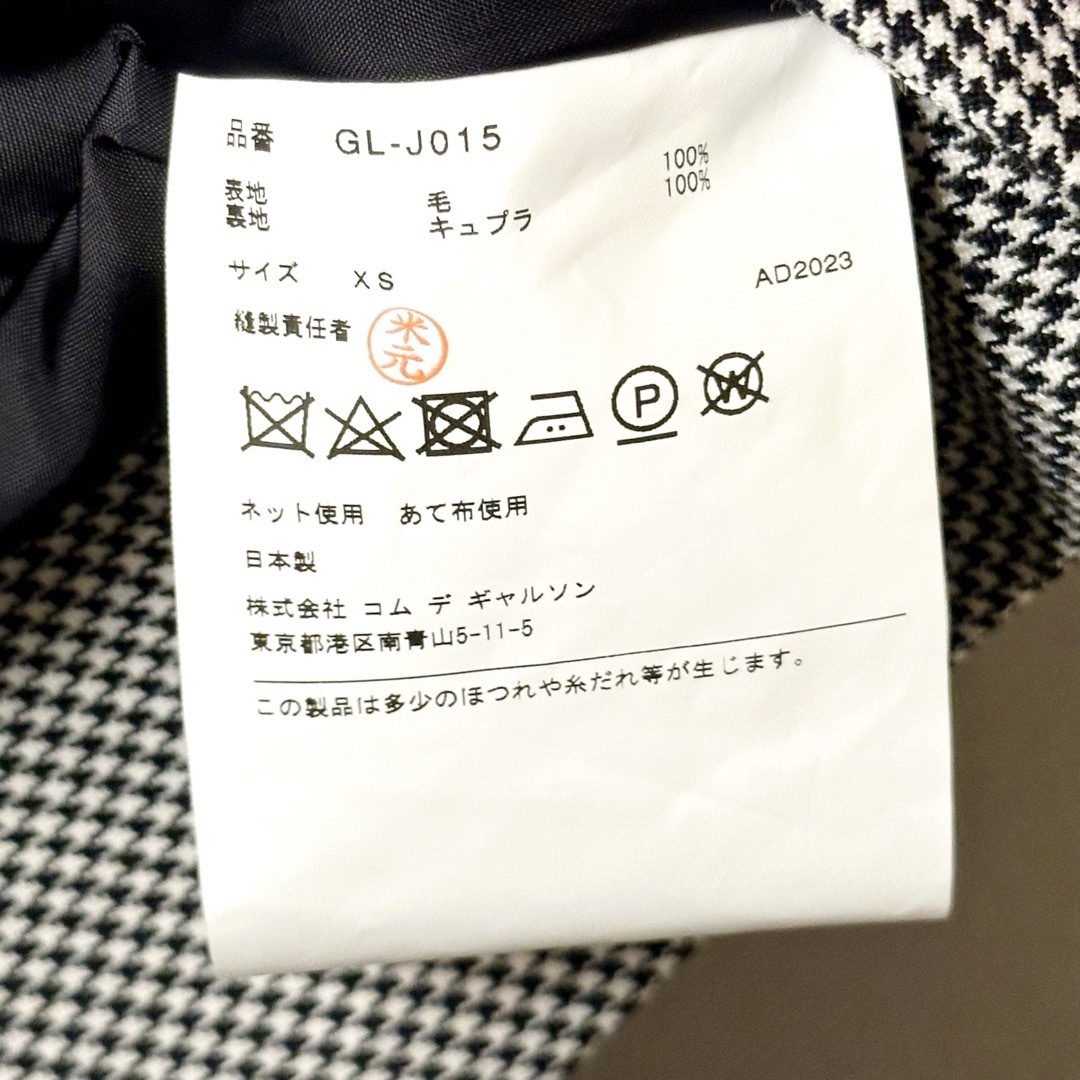 品番 GL-J015
表地 毛 100%
裏地 キュプラ 100%
サイズ XS
AD2023
縫製責任者 米元
P W
ネット使用 あて布使用
日本製
株式会社 コム デ ギャルソン
東京都港区南青山5-11-5
この製品は多少のほつれや糸だれ等が生じます。